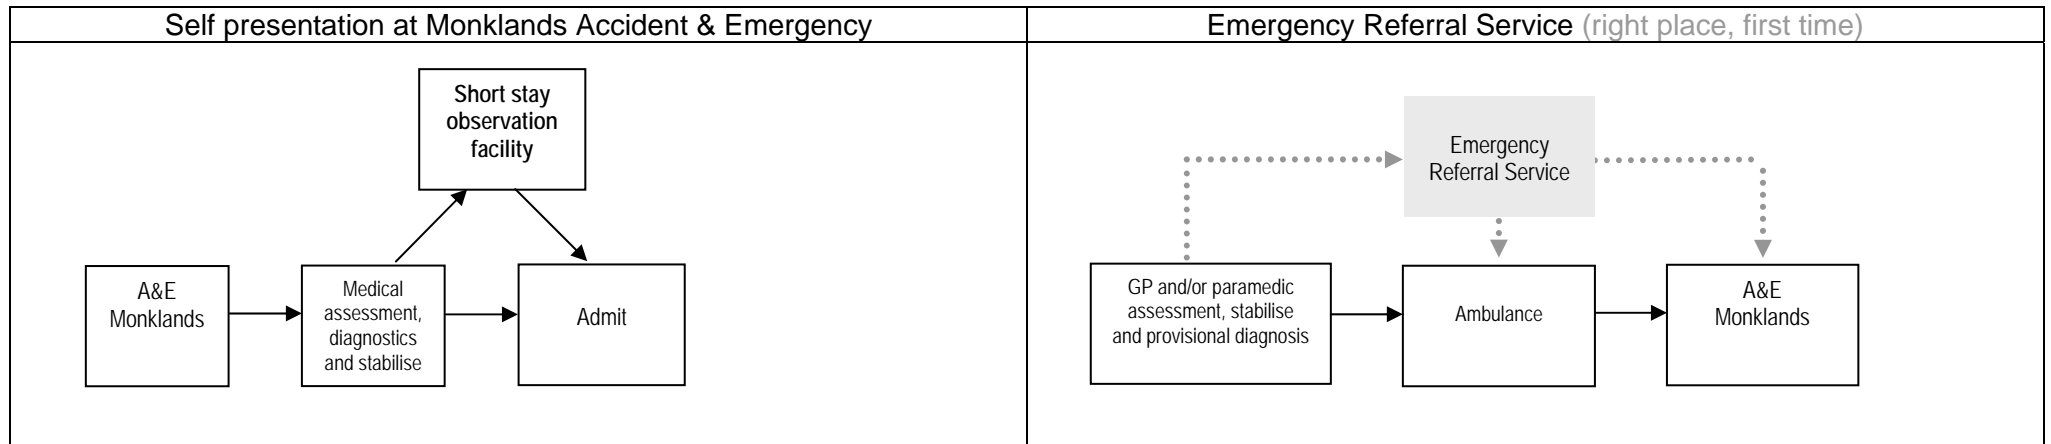 Self presentation at Monklands Accident & Emergency
Short stay
observation
facility
A&E
Monklands
Medical
assessment,
diagnostics
and stabilise
Admit
Emergency Referral Service (right place, first time)
Emergency
Referral Service
GP and/or paramedic
assessment, stabilise
and provisional diagnosis
Ambulance
A&E
Monklands